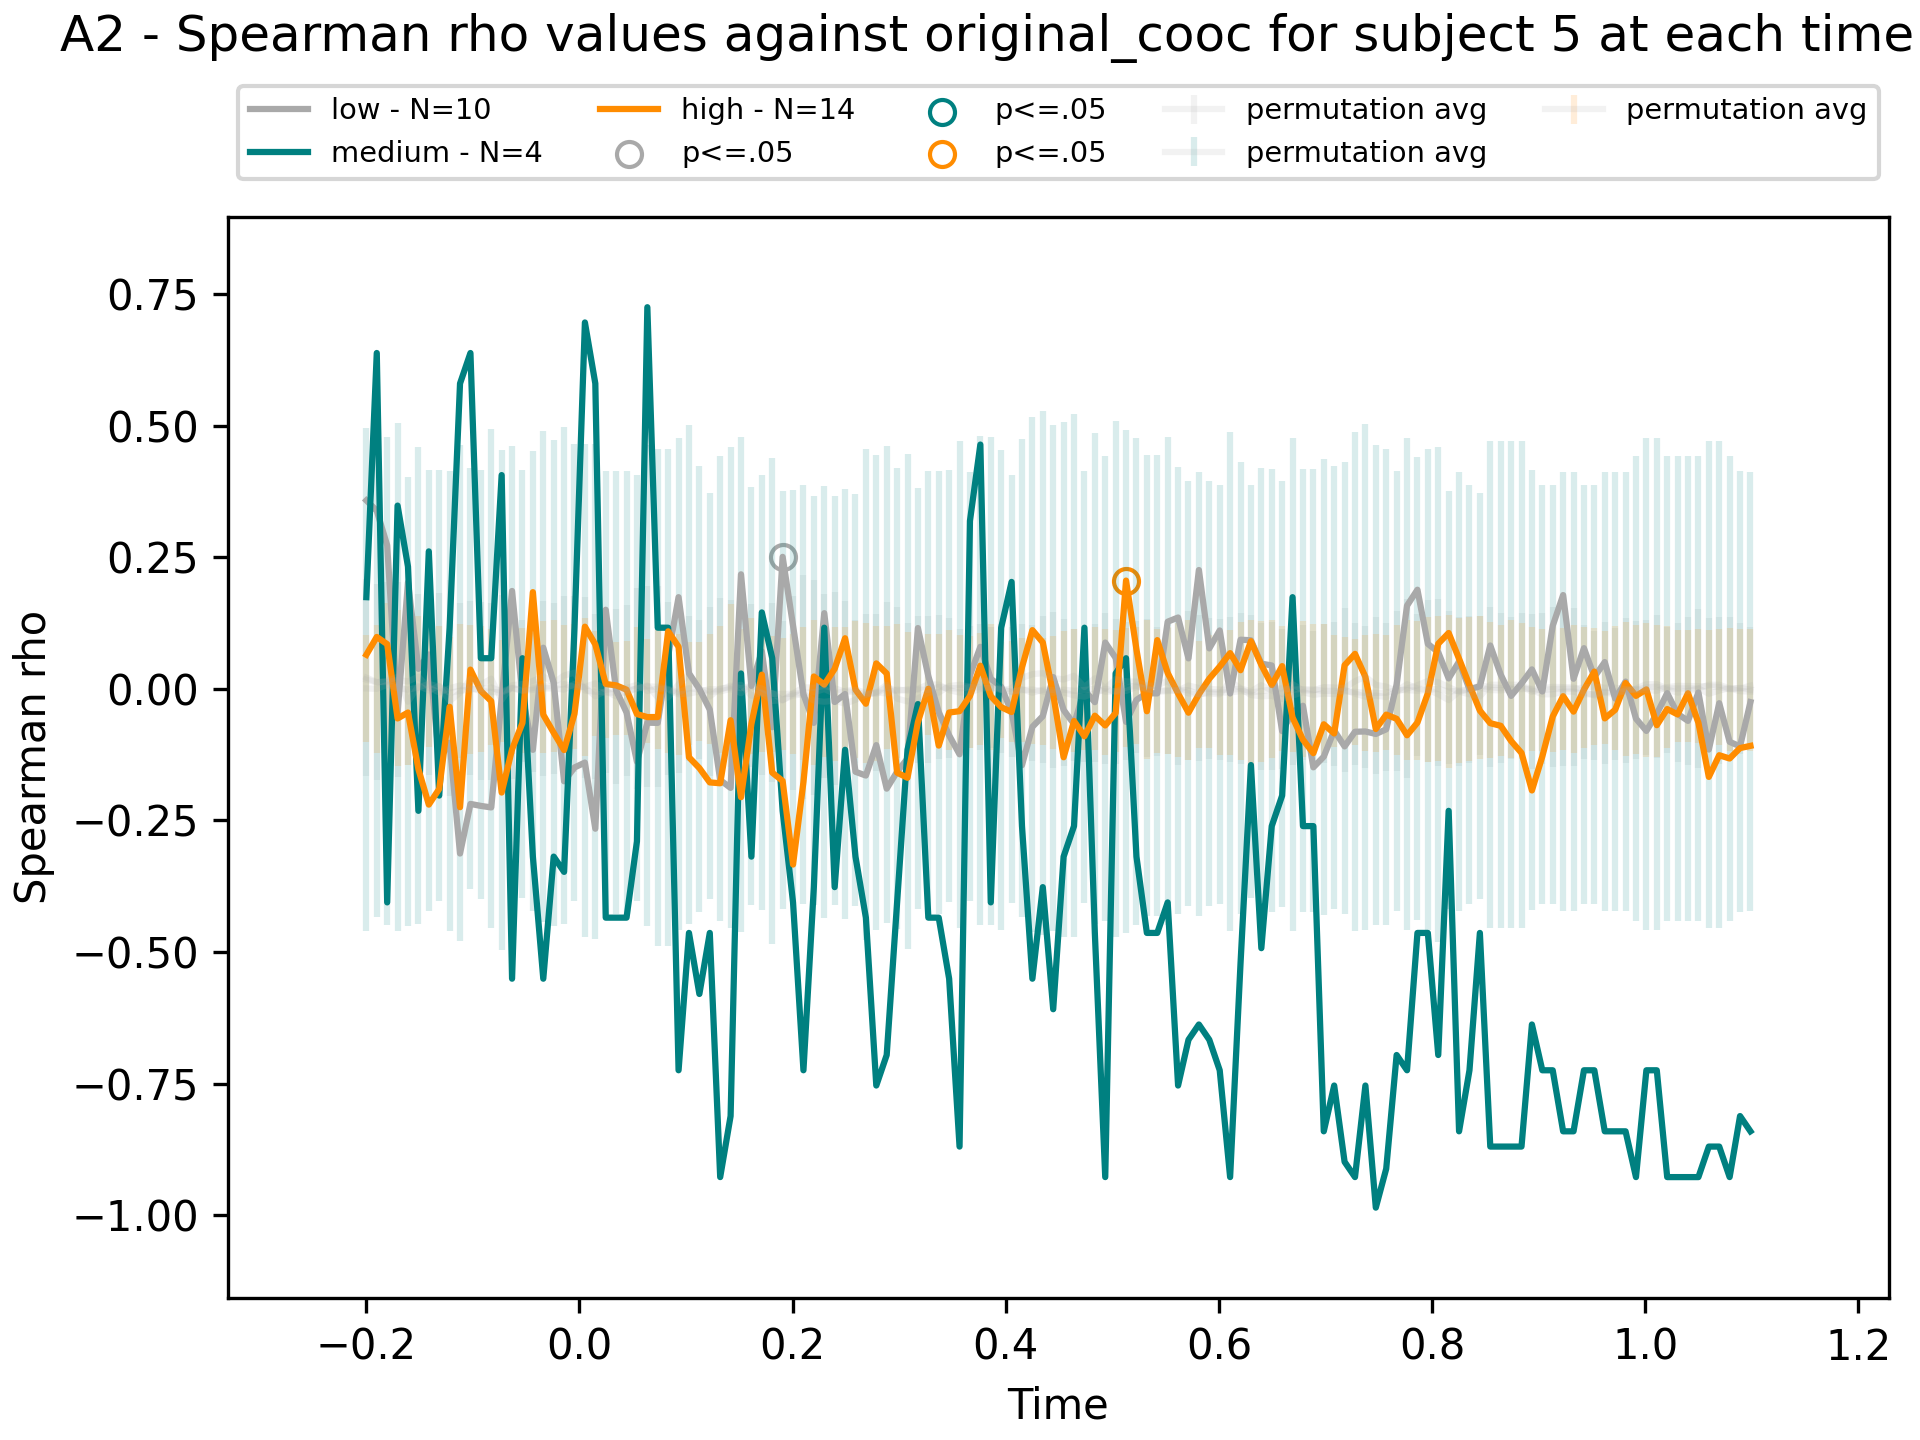 A2 - Spearman rho values against original_cooc for subject 5 at each time
low - N=10
medium - N=4
high - N=14
p<=.05
p<=.05
p<=.05
permutation avg
permutation avg
permutation avg
Spearman rho
0.75
0.50
0.25
0.00
−0.25
−0.50
−0.75
−1.00
−0.2 0.0 0.2 0.4 0.6 0.8 1.0 1.2
Time